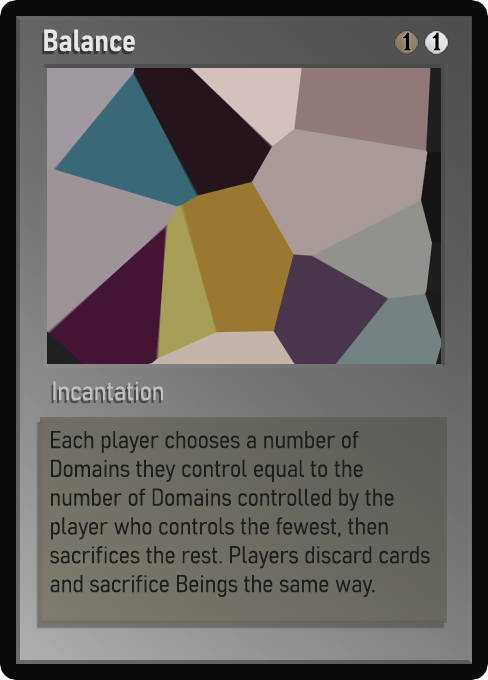 Balance 1 1
Incantation
Each player chooses a number of
Domains they control equal to the
number of Domains controlled by the
player who controls the fewest, then
sacrifices the rest. Players discard cards
and sacrifice Beings the same way.